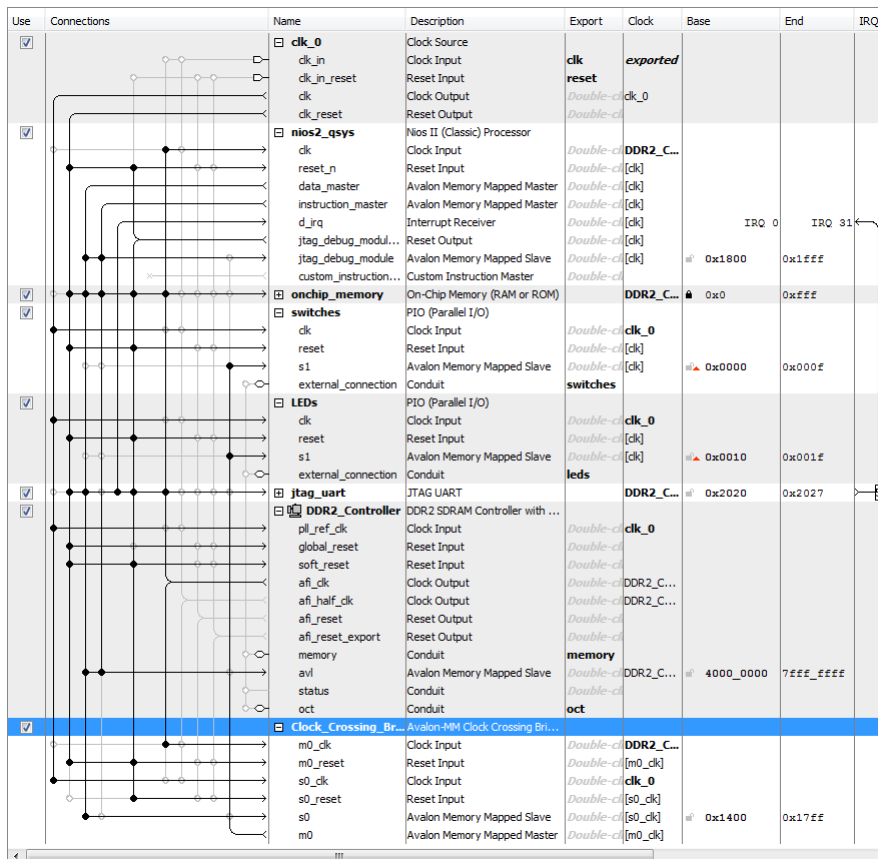 Use Connections Name Description Export Clock Base End IRQ
clk_0 Clock Source
clk_in Clock Input clk exported
clk_in_reset Reset Input reset
clk Clock Output Double-cli clk_0
clk_reset Reset Output Double-cli
nios2_qsys Nios II (Classic) Processor
clk Clock Input Double-cli DDR2_C...
reset_n Reset Input Double-cli [clk]
data_master Avalon Memory Mapped Master Double-cli [clk]
instruction_master Avalon Memory Mapped Master Double-cli [clk]
d_irq Interrupt Receiver Double-cli [clk] IRQ 0 IRQ 31
jtag_debug_modul... Reset Output Double-cli [clk]
jtag_debug_module Avalon Memory Mapped Slave Double-cli [clk] 0x1800 0x1fff
custom_instruction... Custom Instruction Master Double-cli
onchip_memory On-Chip Memory (RAM or ROM) DDR2_C... 0x0 0xfff
switches PIO (Parallel I/O)
clk Clock Input Double-cli clk_0
reset Reset Input Double-cli [clk]
s1 Avalon Memory Mapped Slave Double-cli [clk] 0x0000 0x000f
external_connection Conduit switches
LEDs PIO (Parallel I/O)
clk Clock Input Double-cli clk_0
reset Reset Input Double-cli [clk]
s1 Avalon Memory Mapped Slave Double-cli [clk] 0x0010 0x001f
external_connection Conduit leds
jtag_uart JTAG UART DDR2_C... 0x2020 0x2027
DDR2_Controller DDR2 SDRAM Controller with ...
pll_ref_clk Clock Input Double-cli clk_0
global_reset Reset Input Double-cli
soft_reset Reset Input Double-cli
afi_clk Clock Output Double-cli DDR2_C...
afi_half_clk Clock Output Double-cli DDR2_C...
afi_reset Reset Output Double-cli
afi_reset_export Reset Output Double-cli
memory Conduit memory
avl Avalon Memory Mapped Slave Double-cli DDR2_C... 4000_0000 7fff_ffff
status Conduit Double-cli
oct Conduit oct
Clock_Crossing_Br... Avalon-MM Clock Crossing Bri...
m0_clk Clock Input Double-cli DDR2_C...
m0_reset Reset Input Double-cli [m0_clk]
s0_clk Clock Input Double-cli clk_0
s0_reset Reset Input Double-cli [s0_clk]
s0 Avalon Memory Mapped Slave Double-cli [s0_clk] 0x1400 0x17ff
m0 Avalon Memory Mapped Master Double-cli [m0_clk]